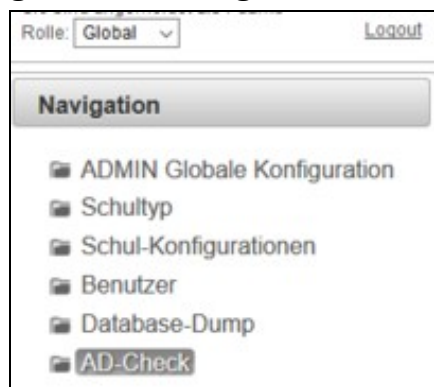 Rolle: Global Logout
Navigation
ADMIN Globale Konfiguration
Schultyp
Schul-Konfigurationen
Benutzer
Database-Dump
AD-Check